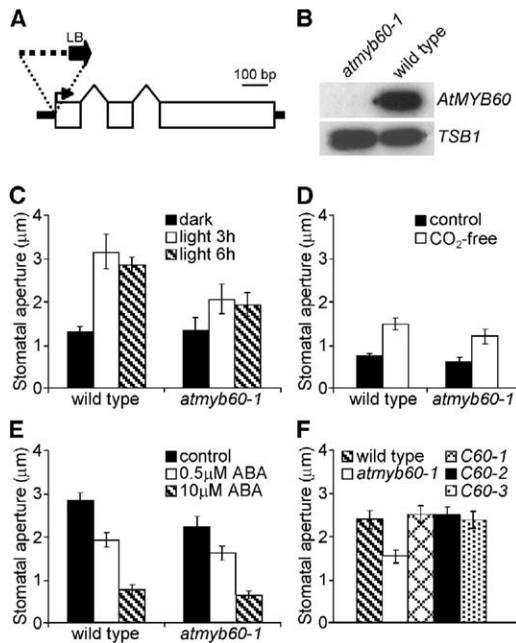 A
LB
100 bp
B
atmyb60-1
wild type
AtMYB60
TSB1
C
Stomatal aperture (μm)
4
3
2
1
0
dark
light 3h
light 6h
wild type
atmyb60-1
D
Stomatal aperture (μm)
4
3
2
1
0
control
CO₂-free
wild type
atmyb60-1
E
Stomatal aperture (μm)
4
3
2
1
0
control
0.5μM ABA
10μM ABA
wild type
atmyb60-1
F
Stomatal aperture (μm)
4
3
2
1
0
wild type
atmyb60-1
C60-1
C60-2
C60-3